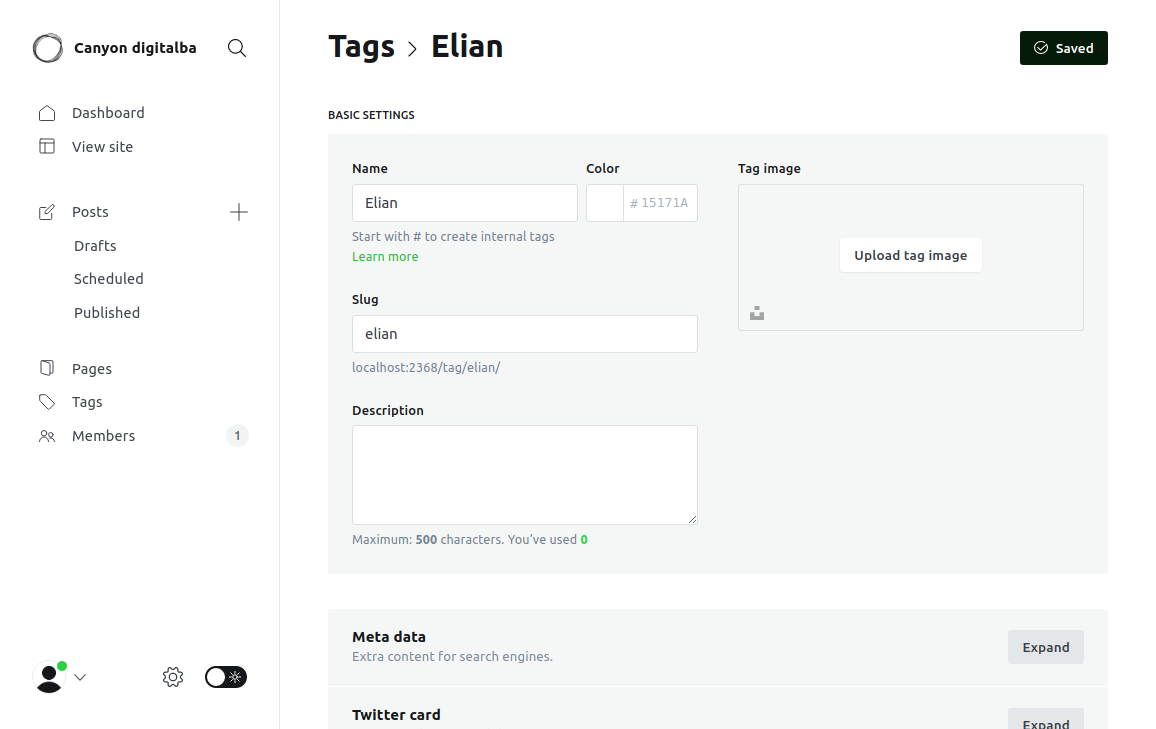 Canyon digitalba
Dashboard
View site
Posts
Drafts
Scheduled
Published
Pages
Tags
Members 1
Tags > Elian
Saved
BASIC SETTINGS
Name
Elian
Color
# 15171A
Start with # to create internal tags
Learn more
Slug
elian
localhost:2368/tag/elian/
Description
Maximum: 500 characters. You’ve used 0
Tag image
Upload tag image
Meta data
Extra content for search engines.
Expand
Twitter card
Expand